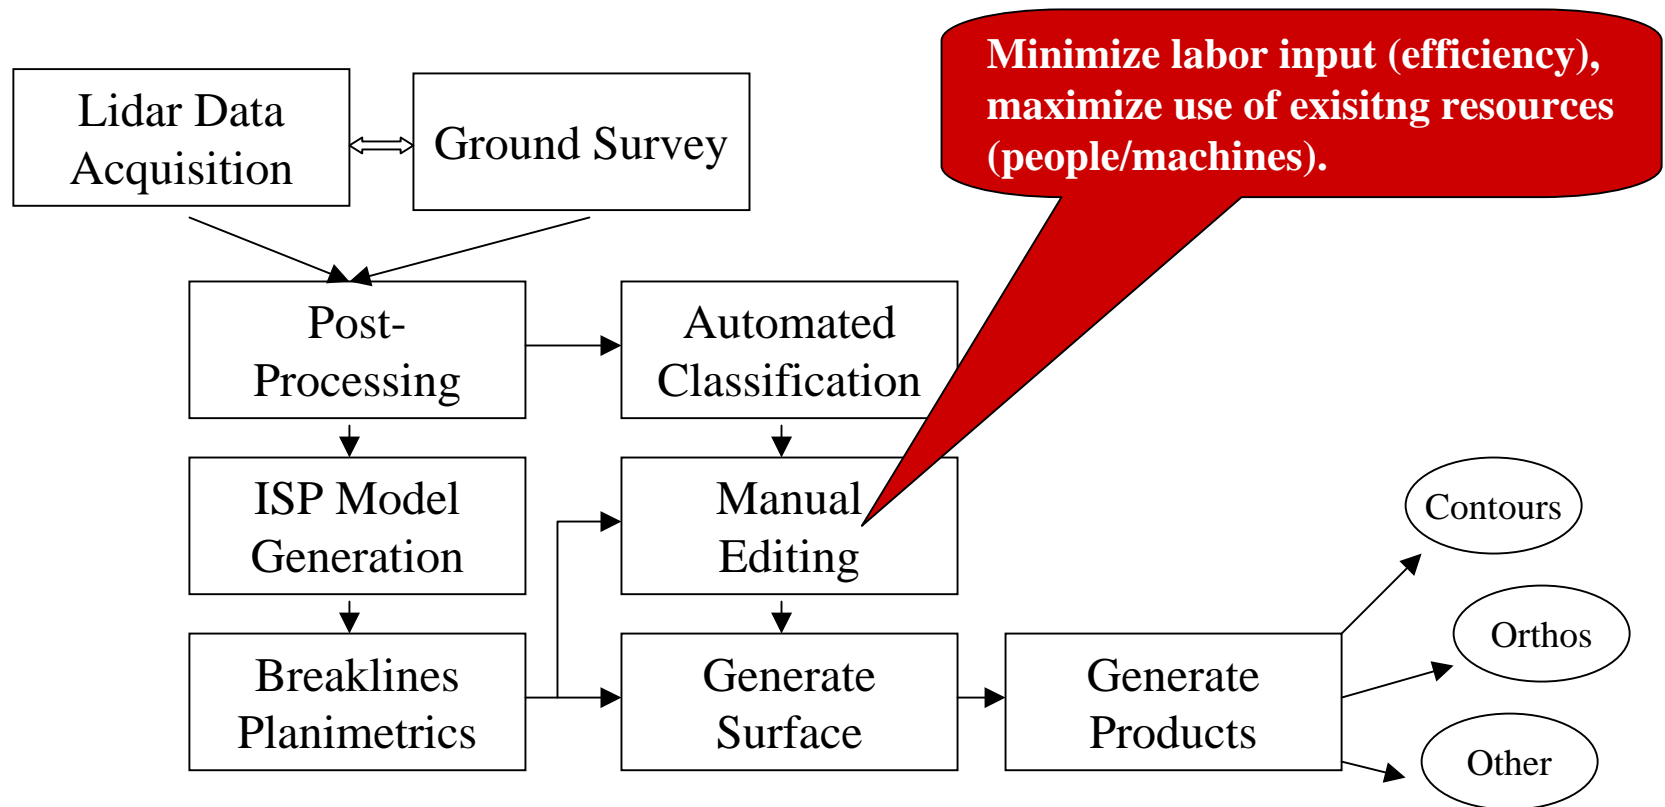 Minimize labor input (efficiency),
maximize use of exisitng resources
(people/machines).
Lidar Data
Acquisition
Ground Survey
Post-
Processing
Automated
Classification
ISP Model
Generation
Manual
Editing
Breaklines
Planimetrics
Generate
Surface
Generate
Products
Contours
Orthos
Other